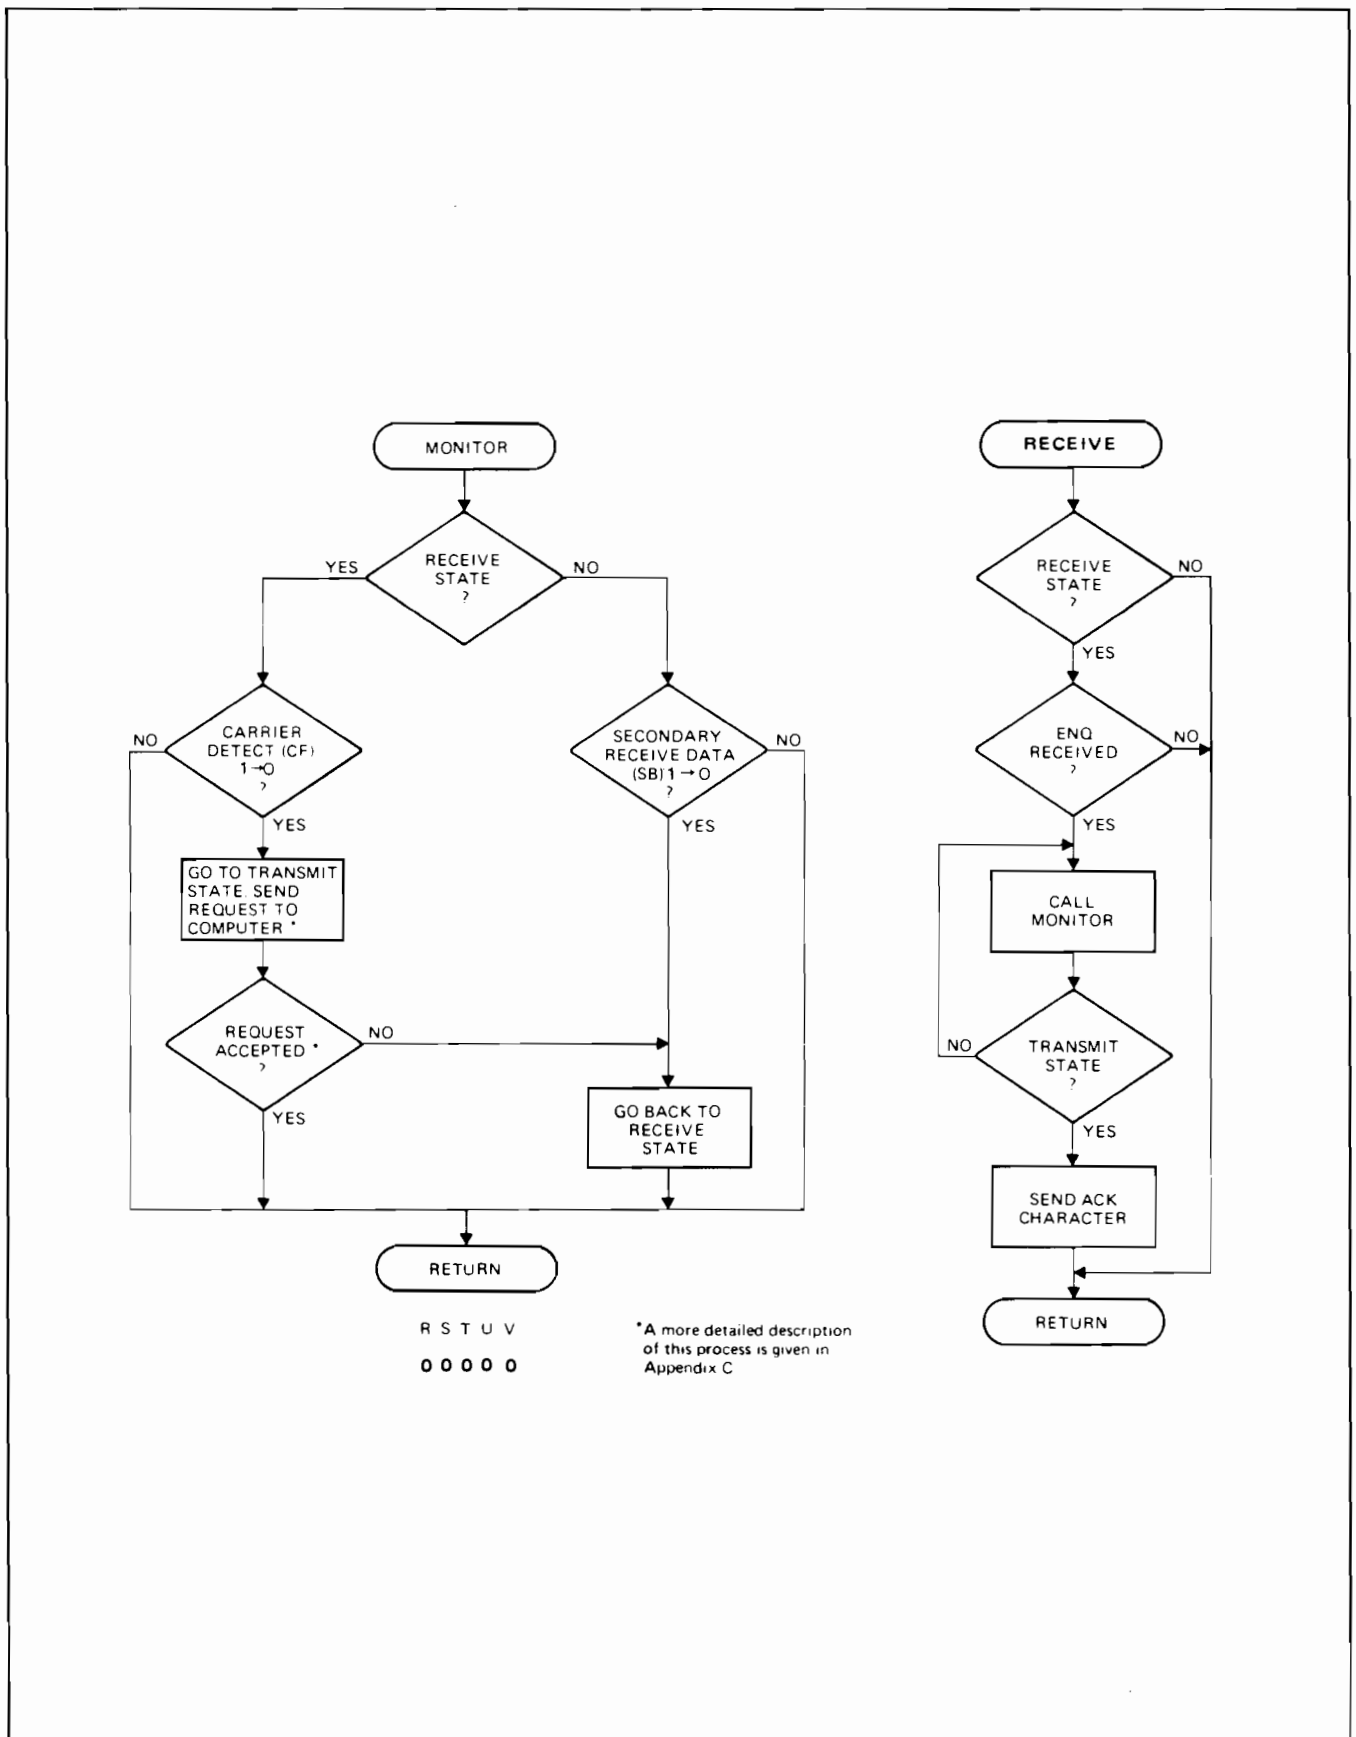 MONITOR
RECEIVE
STATE
?
YES
NO
CARRIER
DETECT (CF)
1→0
?
NO
YES
SECONDARY
RECEIVE DATA
(SB)1→0
?
NO
YES
GO TO TRANSMIT
STATE. SEND
REQUEST TO
COMPUTER *
REQUEST
ACCEPTED *
?
NO
YES
GO BACK TO
RECEIVE
STATE
RETURN
R S T U V
0 0 0 0 0
*A more detailed description
of this process is given in
Appendix C
RECEIVE
RECEIVE
STATE
?
NO
YES
ENQ
RECEIVED
?
NO
YES
CALL
MONITOR
TRANSMIT
STATE
?
NO
YES
SEND ACK
CHARACTER
RETURN